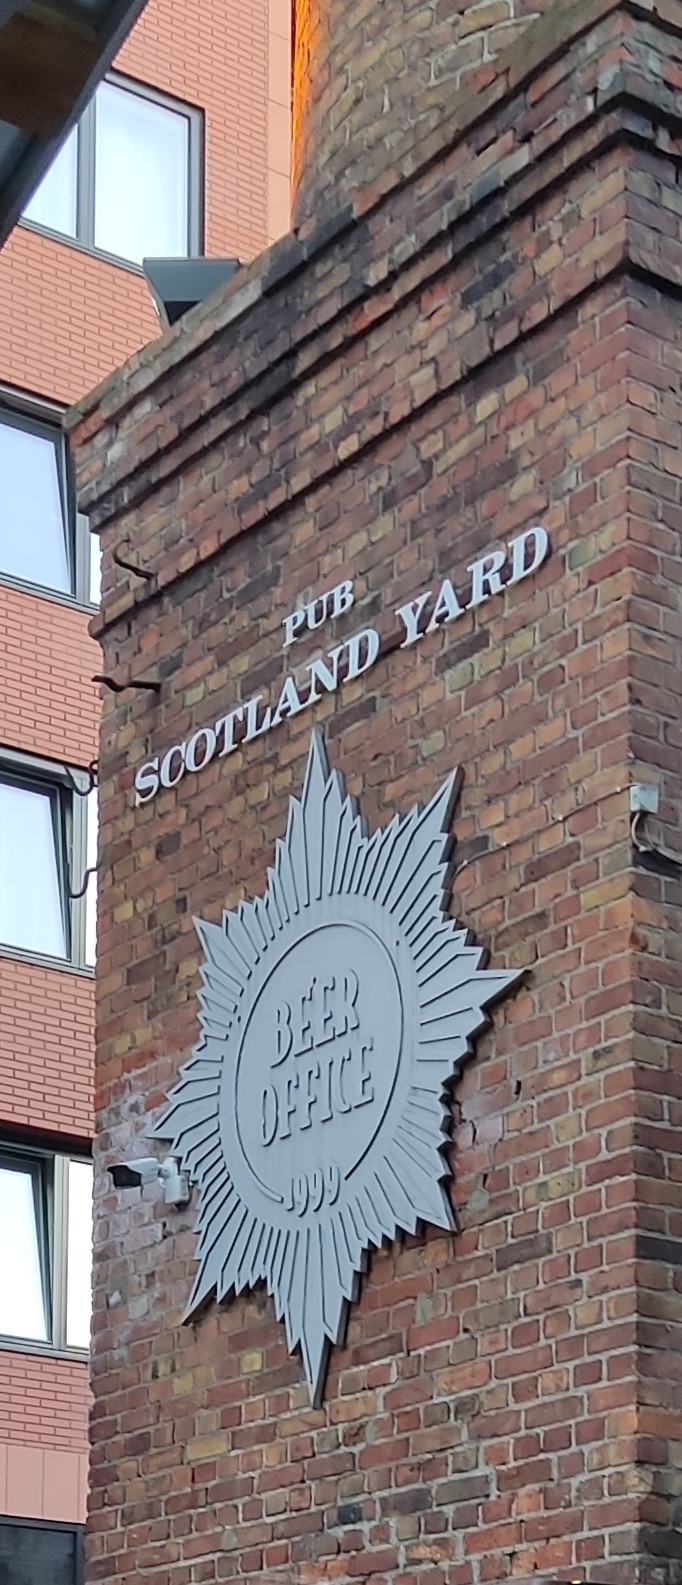 PUB
SCOTLAND YARD
BEER
OFFICE
1999